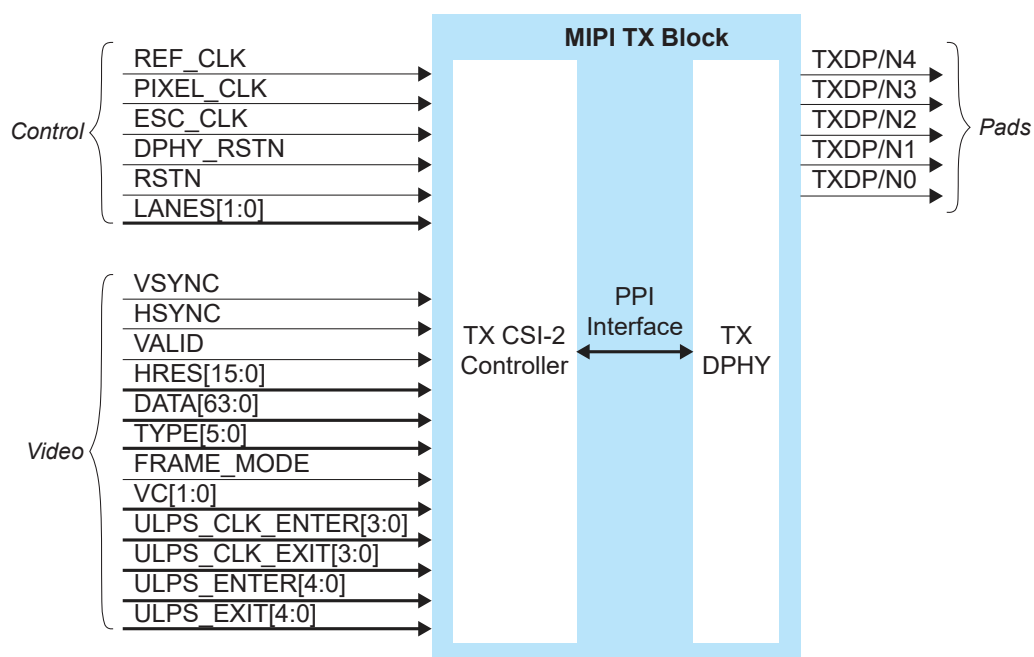 MIPI TX Block
Control
REF_CLK
PIXEL_CLK
ESC_CLK
DPHY_RSTN
RSTN
LANES[1:0]
Video
VSYNC
HSYNC
VALID
HRES[15:0]
DATA[63:0]
TYPE[5:0]
FRAME_MODE
VC[1:0]
ULPS_CLK_ENTER[3:0]
ULPS_CLK_EXIT[3:0]
ULPS_ENTER[4:0]
ULPS_EXIT[4:0]
TX CSI-2
Controller
PPI
Interface
TX
DPHY
TXDP/N4
TXDP/N3
TXDP/N2
TXDP/N1
TXDP/N0
Pads